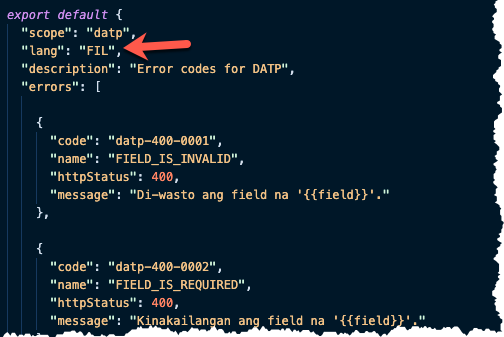 export default {
"scope": "datp",
"lang": "FIL",
"description": "Error codes for DATP",
"errors": [
{
"code": "datp-400-0001",
"name": "FIELD_IS_INVALID",
"httpStatus": 400,
"message": "Di-wasto ang field na '{{field}}'."
},
{
"code": "datp-400-0002",
"name": "FIELD_IS_REQUIRED",
"httpStatus": 400,
"message": "Kinakailangan ang field na '{{field}}'."